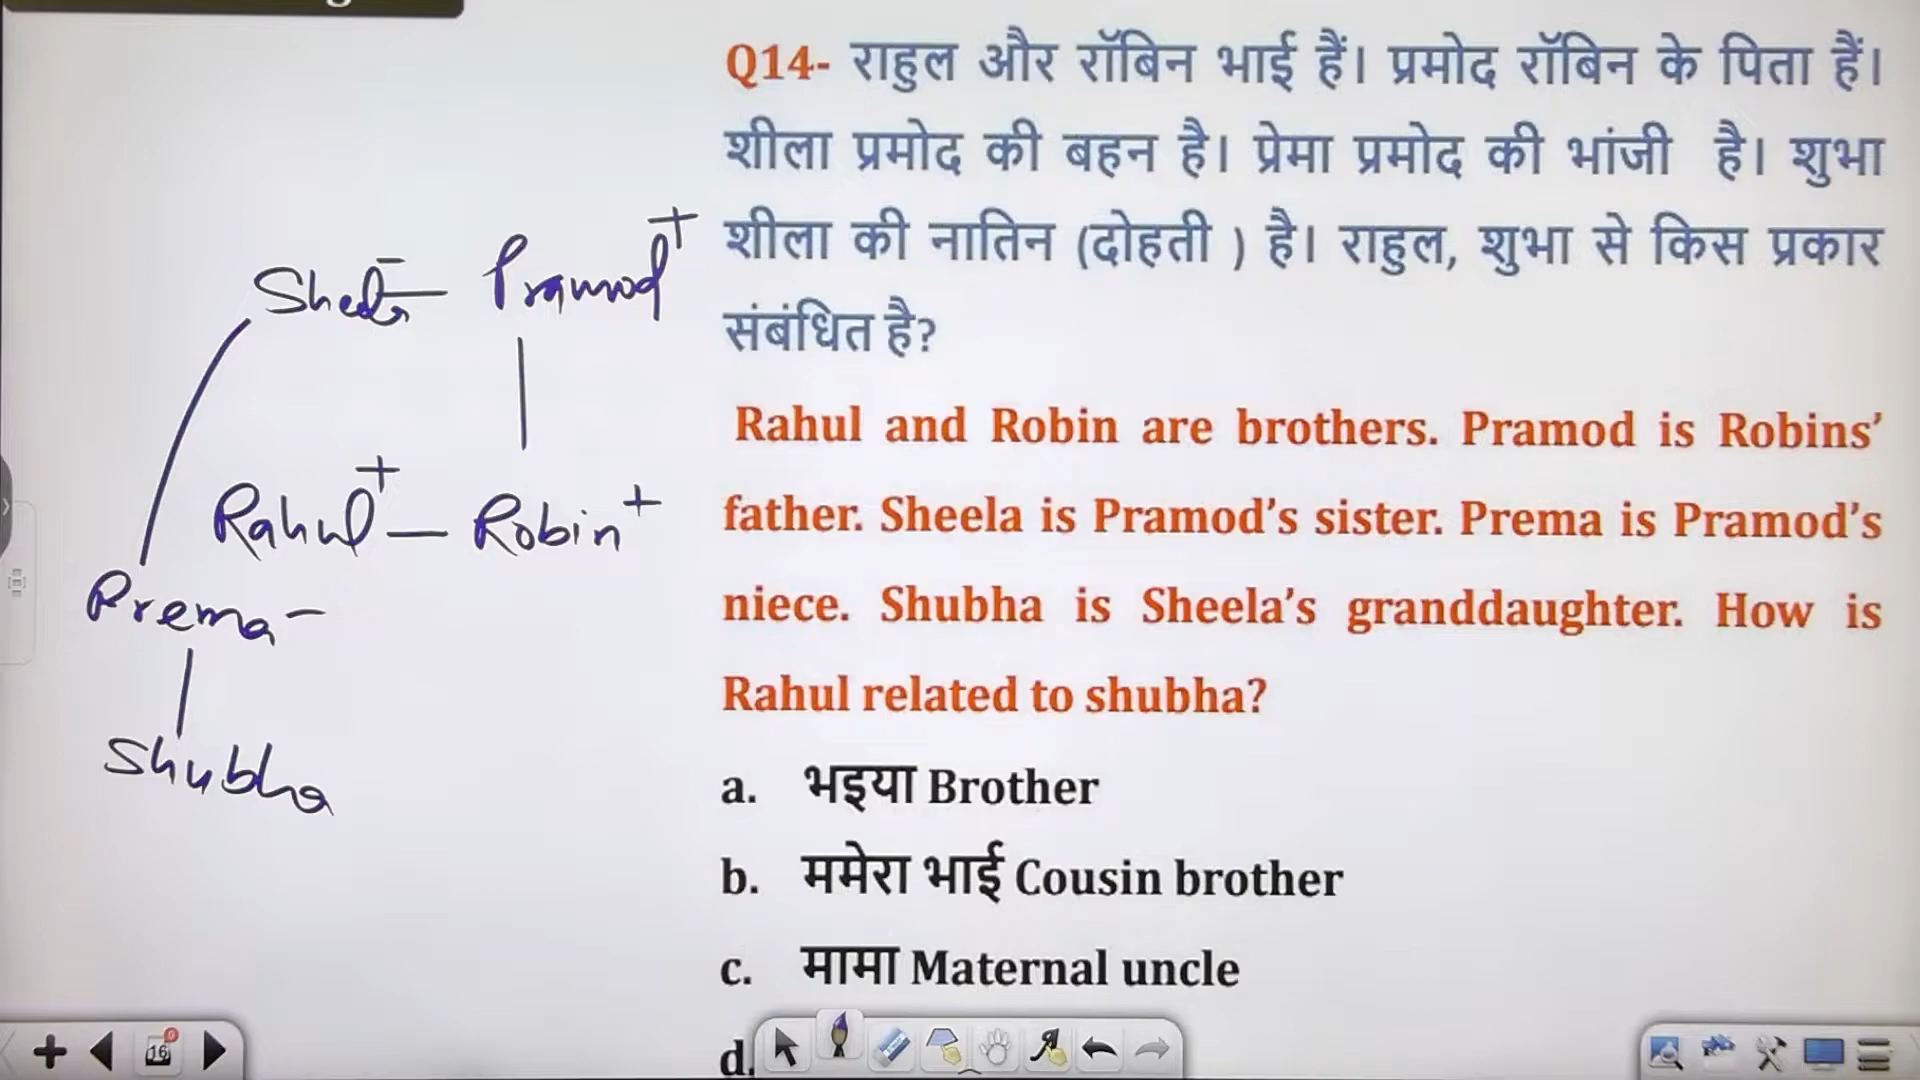 Q14- राहुल और रॉबिन भाई हैं। प्रमोद रॉबिन के पिता हैं।
शीला प्रमोद की बहन है। प्रेमा प्रमोद की भांजी है। शुभा
शीला की नातिन (दोहती ) है। राहुल, शुभा से किस प्रकार
संबंधित है?
Rahul and Robin are brothers. Pramod is Robins’
father. Sheela is Pramod’s sister. Prema is Pramod’s
niece. Shubha is Sheela’s granddaughter. How is
Rahul related to shubha?
a. भइया Brother
b. ममेरा भाई Cousin brother
c. मामा Maternal uncle
d.
Pramod +
Rahul + — Robin +
Prema -
Shubha
16